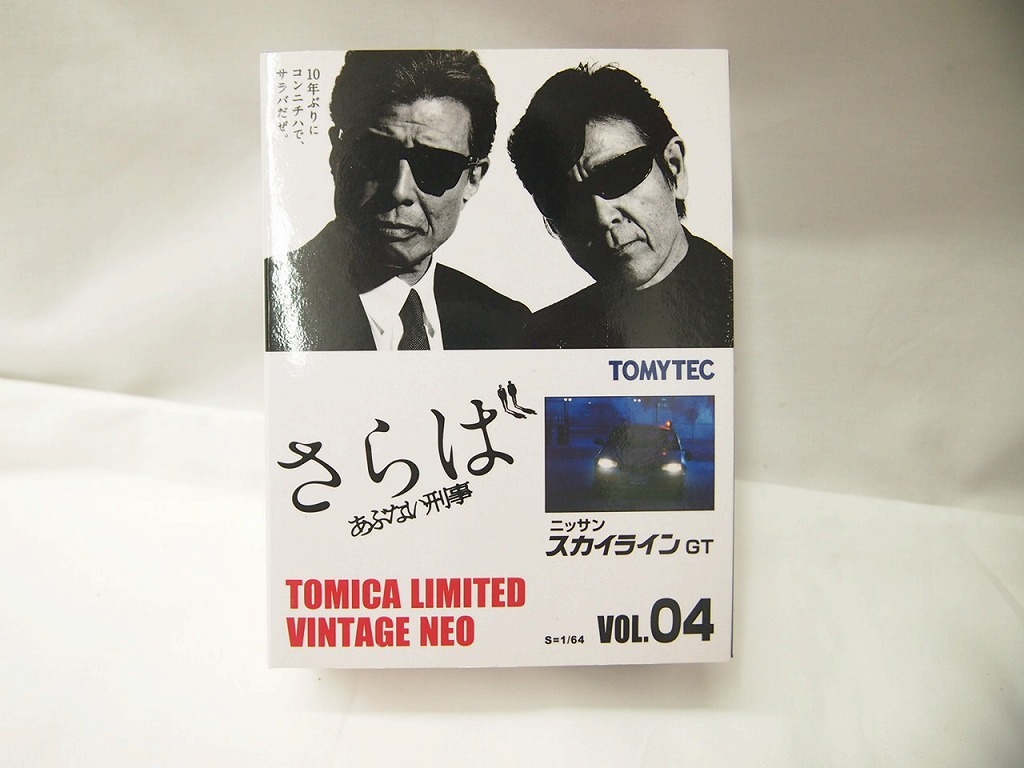 10年ぶりに
コンニチハで、
サラバだぜ。
TOMYTEC
さらば
あぶない刑事
ニッサン
スカイライン GT
TOMICA LIMITED
VINTAGE NEO
S=1/64 VOL.04